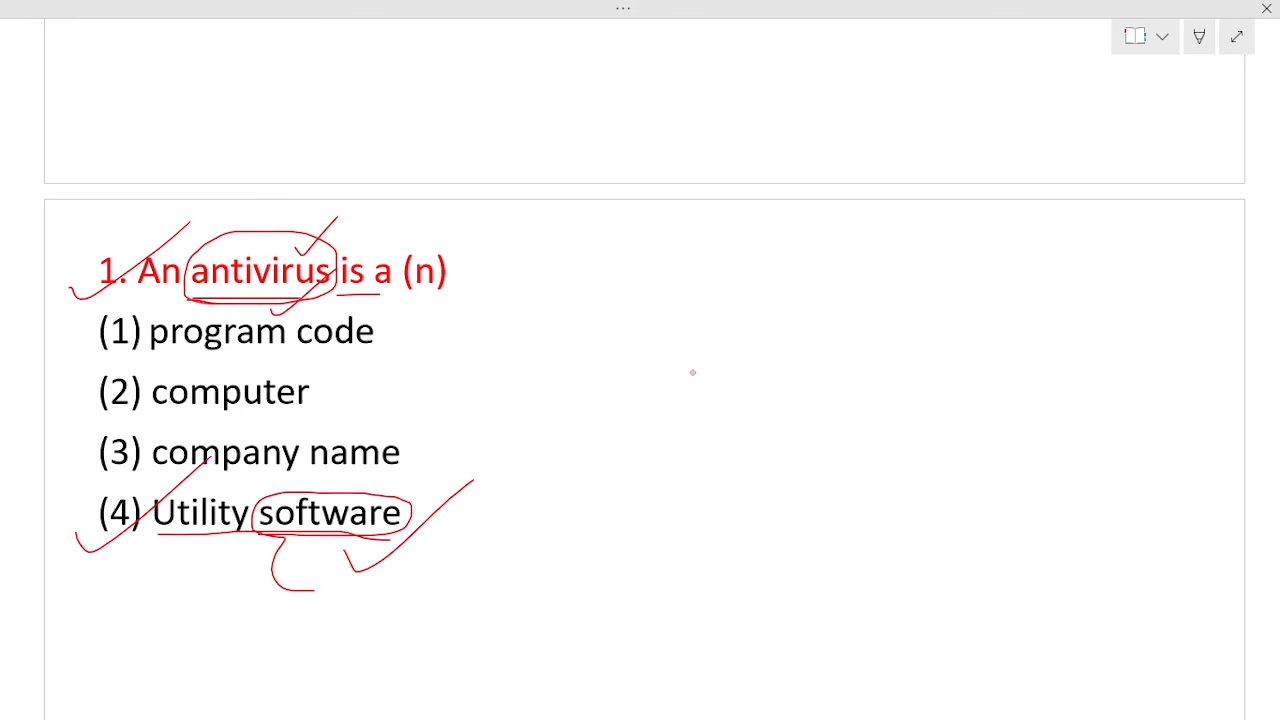 1. An antivirus is a (n)
(1) program code
(2) computer
(3) company name
(4) Utility software